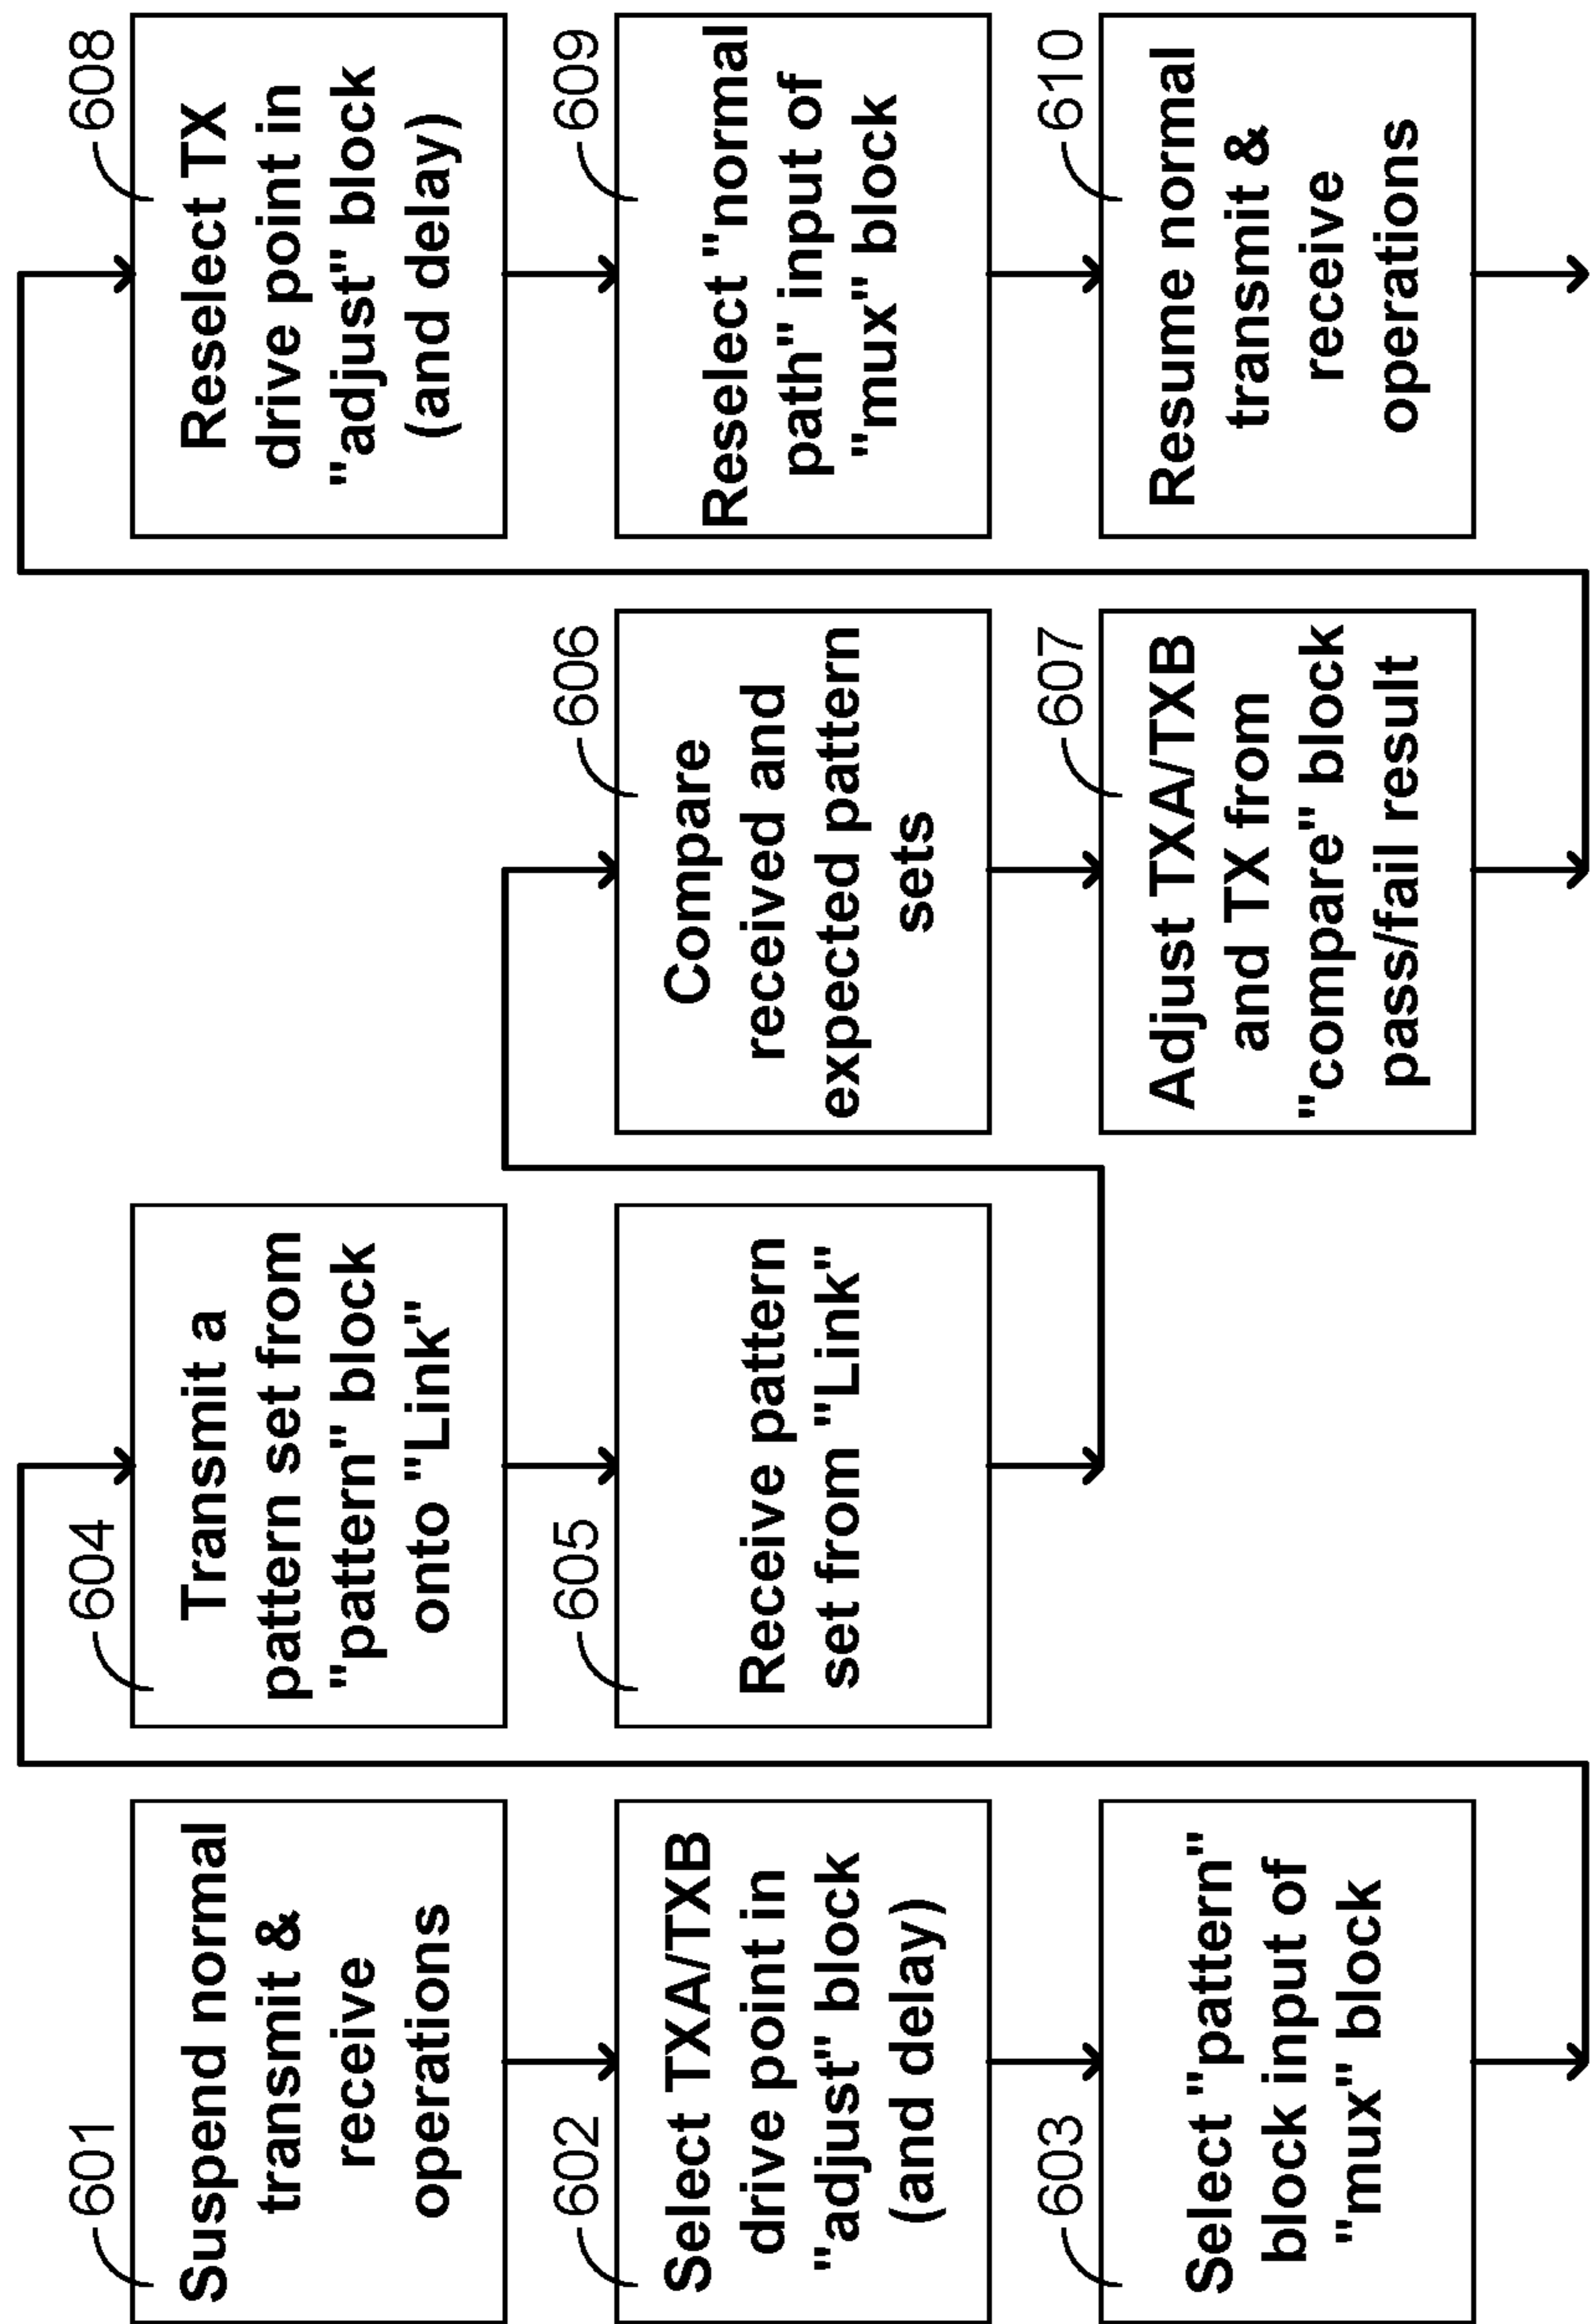 601
Suspend normal
transmit &
receive
operations
602
Select TXA/TXB
drive point in
"adjust" block
(and delay)
603
Select "pattern"
block input of
"mux" block
604
Transmit a
pattern set from
"pattern" block
onto "Link"
605
Receive pattern
set from "Link"
606
Compare
received and
expected pattern
sets
607
Adjust TXA/TXB
and TX from
"compare" block
pass/fail result
608
Reselect TX
drive point in
"adjust" block
(and delay)
609
Reselect "normal
path" input of
"mux" block
610
Resume normal
transmit &
receive
operations